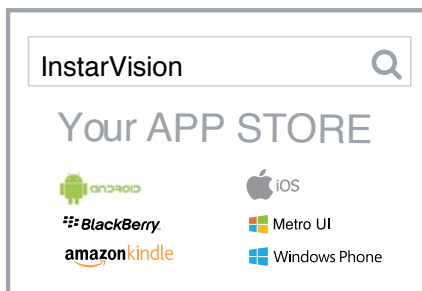 InstarVision
Your APP STORE
android
iOS
BlackBerry.
Metro UI
amazonkindle
Windows Phone